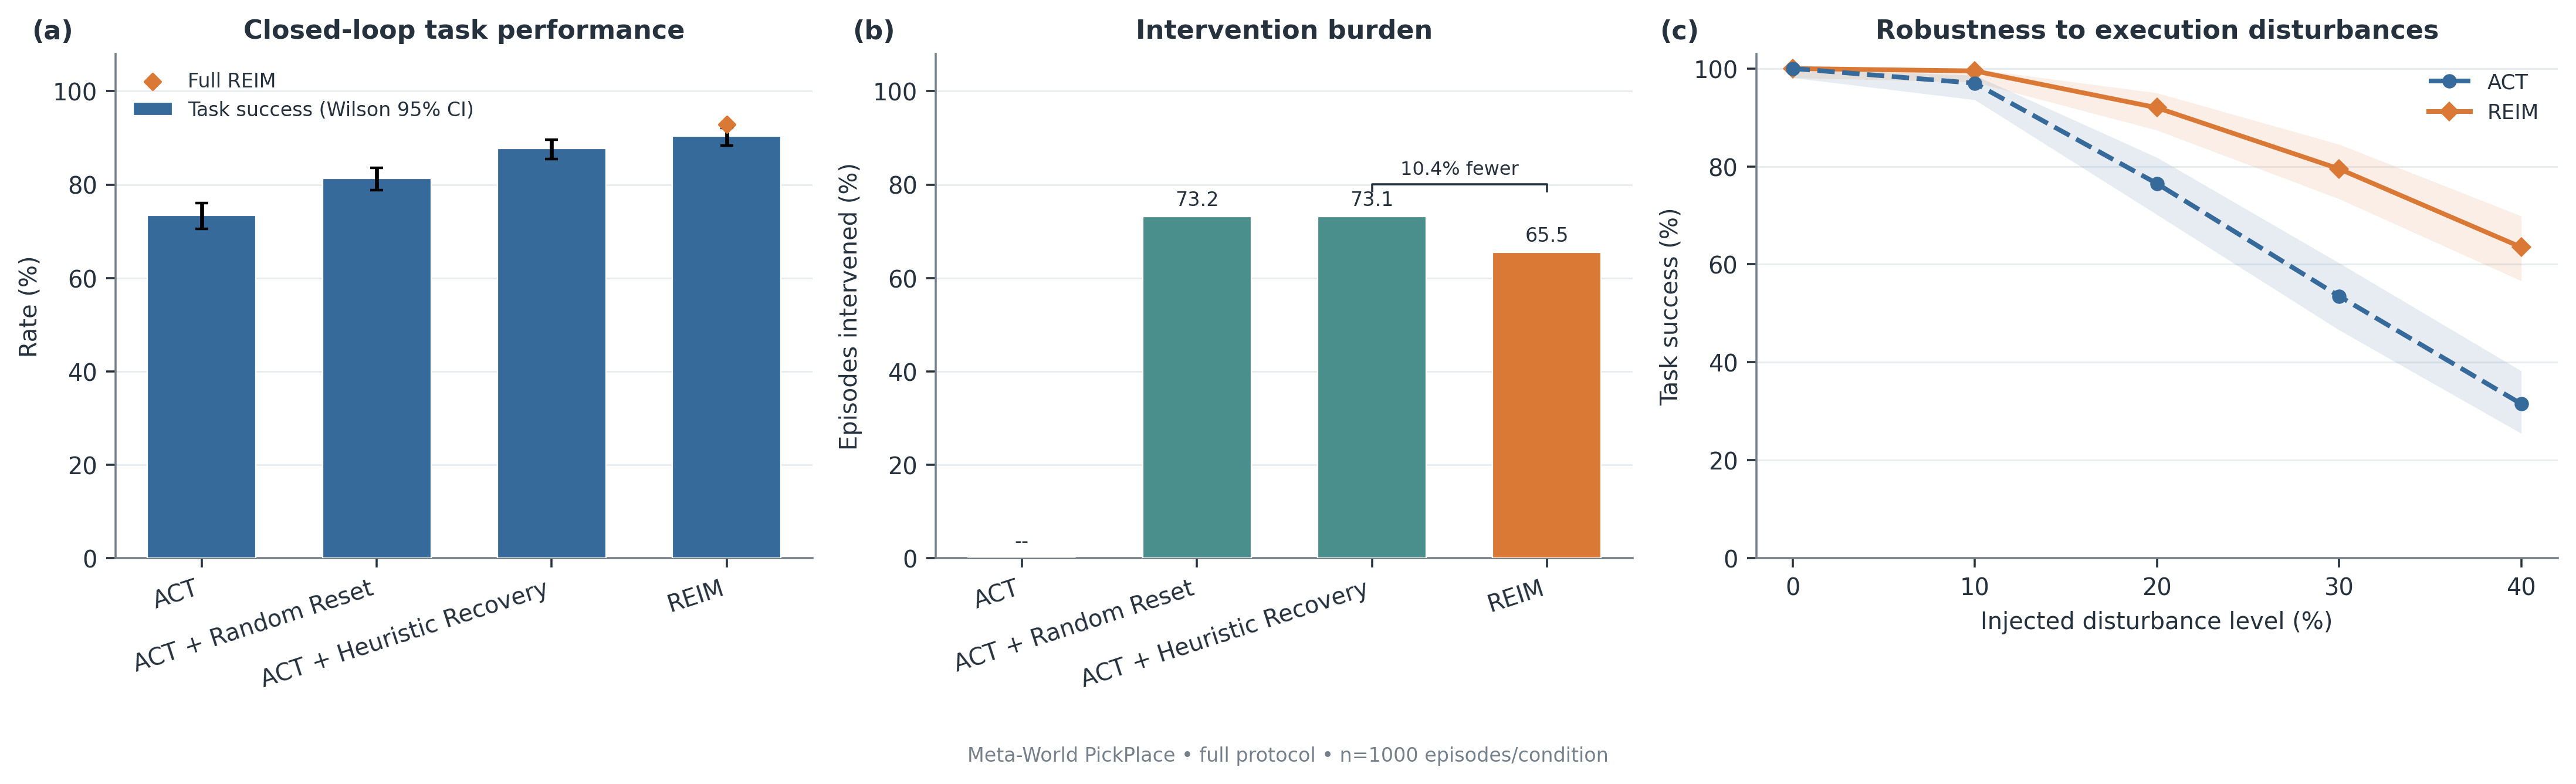 (a)
Closed-loop task performance
Full REIM
Task success (Wilson 95% CI)
Rate (%)
100
80
60
40
20
0
ACT
ACT + Random Reset
ACT + Heuristic Recovery
REIM
(b)
Intervention burden
Episodes intervened (%)
100
80
60
40
20
0
10.4% fewer
--
73.2
73.1
65.5
ACT
ACT + Random Reset
ACT + Heuristic Recovery
REIM
(c)
Robustness to execution disturbances
ACT
REIM
Task success (%)
100
80
60
40
20
0
0
10
20
30
40
Injected disturbance level (%)
Meta-World PickPlace • full protocol • n=1000 episodes/condition